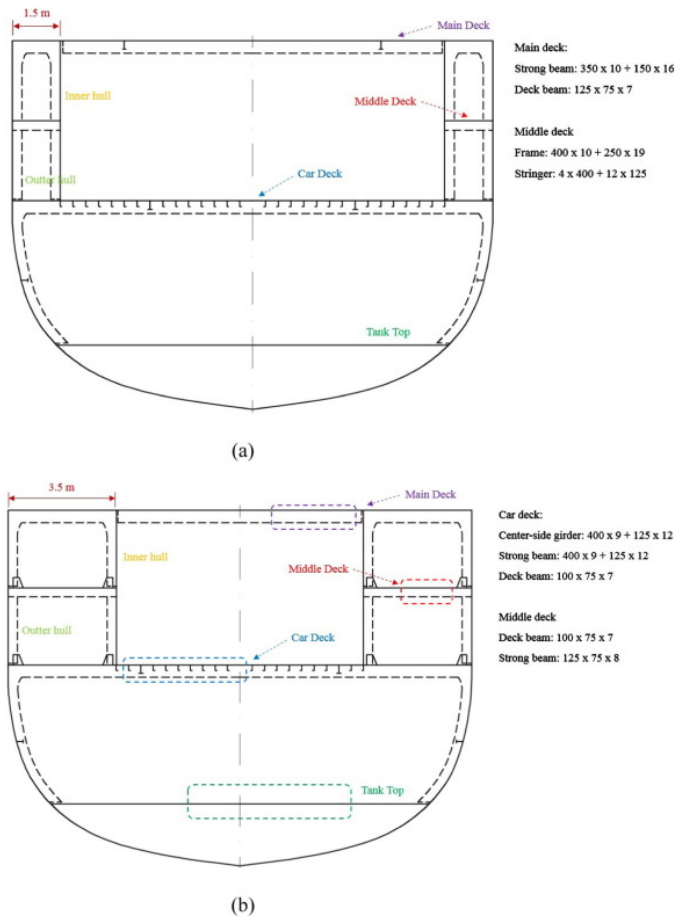 1.5 m
Main Deck
Inner hull
Middle Deck
Outter hull
Car Deck
Tank Top
Main deck:
Strong beam: 350 x 10 + 150 x 16
Deck beam: 125 x 75 x 7
Middle deck
Frame: 400 x 10 + 250 x 19
Stringer: 4 x 400 + 12 x 125
(a)
3.5 m
Main Deck
Inner hull
Middle Deck
Outter hull
Car Deck
Tank Top
Car deck:
Center-side girder: 400 x 9 + 125 x 12
Strong beam: 400 x 9 + 125 x 12
Deck beam: 100 x 75 x 7
Middle deck
Deck beam: 100 x 75 x 7
Strong beam: 125 x 75 x 8
(b)